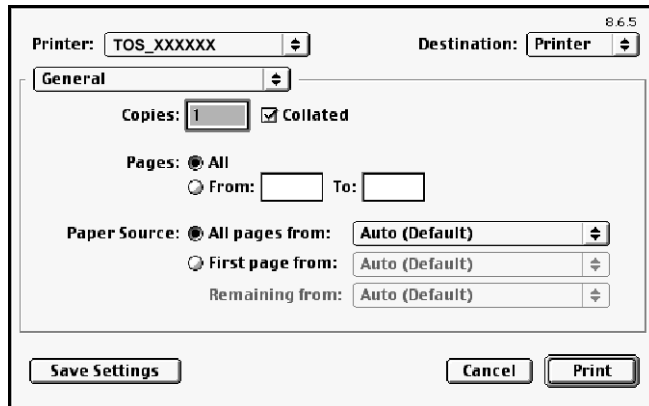 8.6.5
Printer: TOS_XXXXXX Destination: Printer
General
Copies: 1 Collated
Pages: All
From: To:
Paper Source: All pages from: Auto (Default)
First page from: Auto (Default)
Remaining from: Auto (Default)
Save Settings Cancel Print